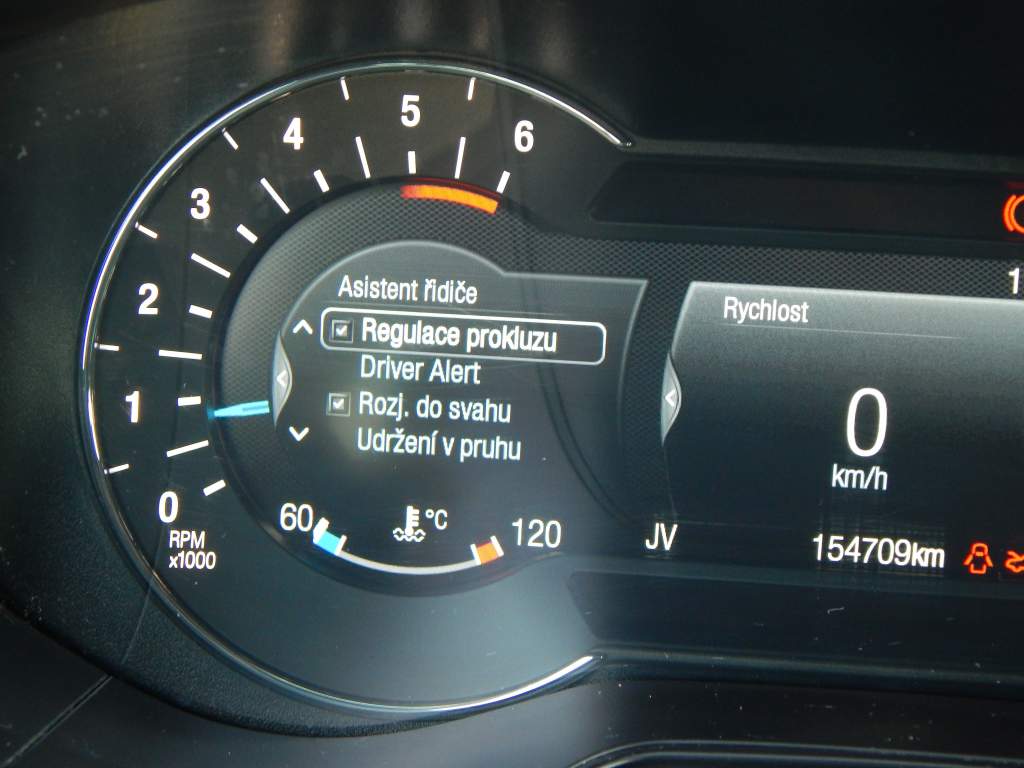 6
5
4
3
2
1
0
RPM
x1000
Asistent řidiče
Regulace prokluzu
Driver Alert
Rozj. do svahu
Udržení v pruhu
60
°C
120
Rychlost
0
km/h
JV
154709km
1